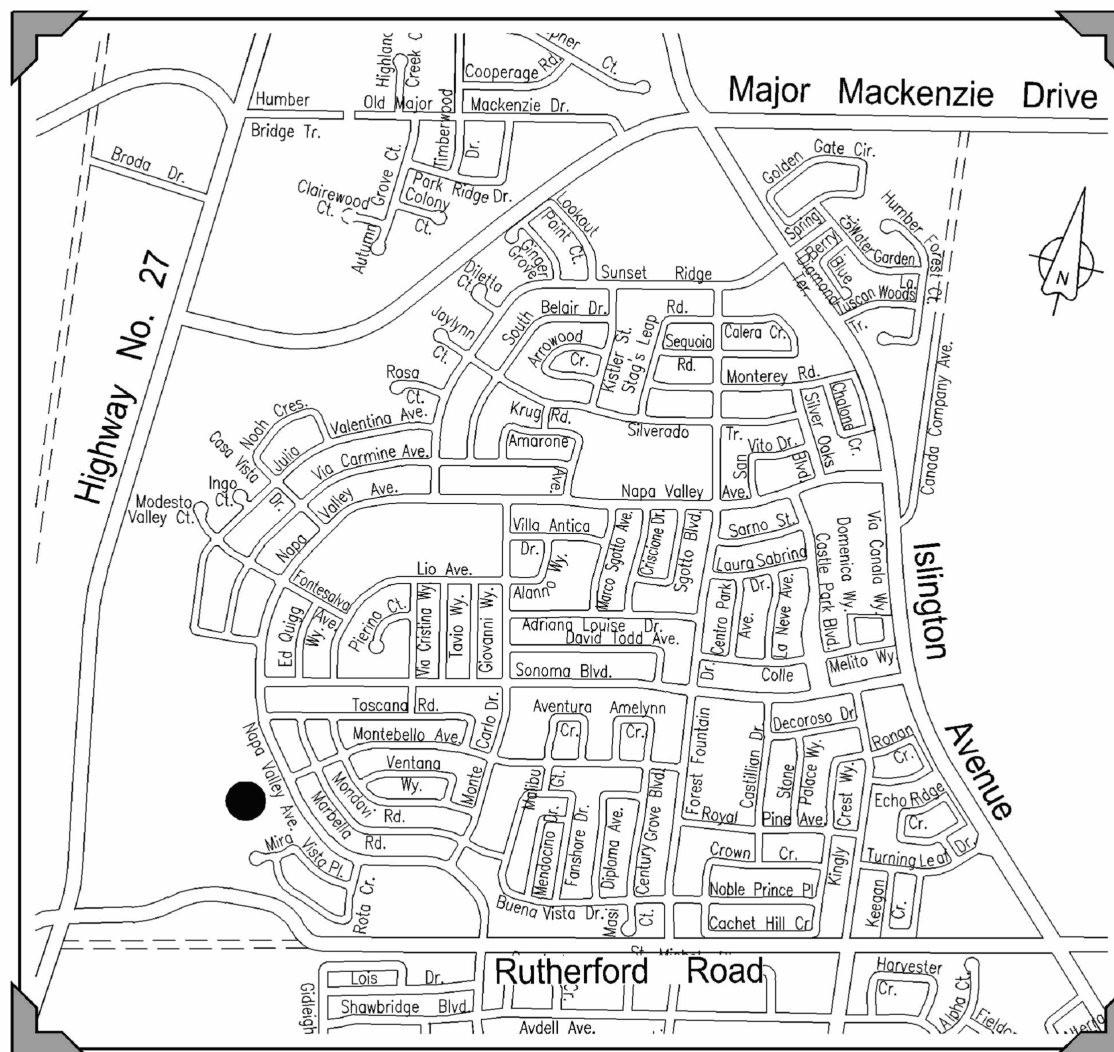 Highland
Creek C
pher
Ct.
Cooperage Rd.
Major Mackenzie Drive
Humber
Bridge Tr.
Old Major
Mackenzie Dr.
Timberwood
Dr.
Broda Dr.
Grove Ct.
Autumn
Park Ridge Dr.
Colony
Ct.
Clairewood
Ct.
Golden
Gate Cir.
Humber Forest Ct.
Lookout
Point Ct.
Ginger
Grove
Spring
Berry
Blue
Diamond
Ter.
Water
Garden
La.
Tuscan Woods
Tr.
Sunset Ridge
Diletta
Ct.
N
Highway No. 27
South
Belair Dr.
Rd.
Jaylynn
Ct.
Arrowood
Cr.
Kistler St.
Stag's Leap
Sequoia
Rd.
Calera Cr.
Canada Company Ave.
Rosa
Ct.
Monterey Rd.
Chalone
Cr.
Silver Oaks
Blvd.
Krug Rd.
Silverado
Tr.
Noah Cres.
Valentina Ave.
Julia
Amarone
Ave.
San
Vito Dr.
Casa Vista
Dr.
Via Carmine Ave.
Ingo
Ct.
Modesto
Valley Ct.
Napa
Valley Ave.
Napa Valley
Ave.
Villa Antica
Dr.
Marco Sgotto Ave.
Criscione Dr.
Sgotto Blvd.
Sarno St.
Laura Sabrina
Dr.
Castle Park Blvd.
Domenica Wy.
Via Canala Wy.
Islington
Avenue
Lio Ave.
Fontesalva
Ave.
Alanno Wy.
Pierina Ct.
Ed Quigg
Wy.
Via Cristina Wy.
Tavio Wy.
Giovanni Wy.
Adriana Louise Dr.
David Todd Ave.
Centro Park
Ave.
La Neve Ave.
Sonoma Blvd.
Dr.
Colle
Melito Wy.
Toscana Rd.
Aventura
Cr.
Amelynn
Cr.
Decoroso Dr.
Montebello Ave.
Monte
Carlo Dr.
Forest Fountain
Castillian Dr.
Stone
Pine
Palace Wy.
Ave.
Ronan
Cr.
Napa Valley Ave.
Ventana
Wy.
Malibu
Gt.
Crest Wy.
Kingly
Echo Ridge
Cr.
Mondavi
Rd.
Marbella
Rd.
Mendocino Dr.
Fanshore Dr.
Diploma Ave.
Century Grove Blvd.
Royal
Mira
Vista Pl.
Crown
Cr.
Turning Leaf Dr.
Rota Cr.
Noble Prince Pl.
Keegan
Cr.
Buena Vista Dr.
Masi
Ct.
Cachet Hill Cr.
Rutherford Road
Lois Dr.
Cr.
Harvester
Cr.
Alpha Ct.
Gidleigh
Shawbridge Blvd.
Avdell Ave.